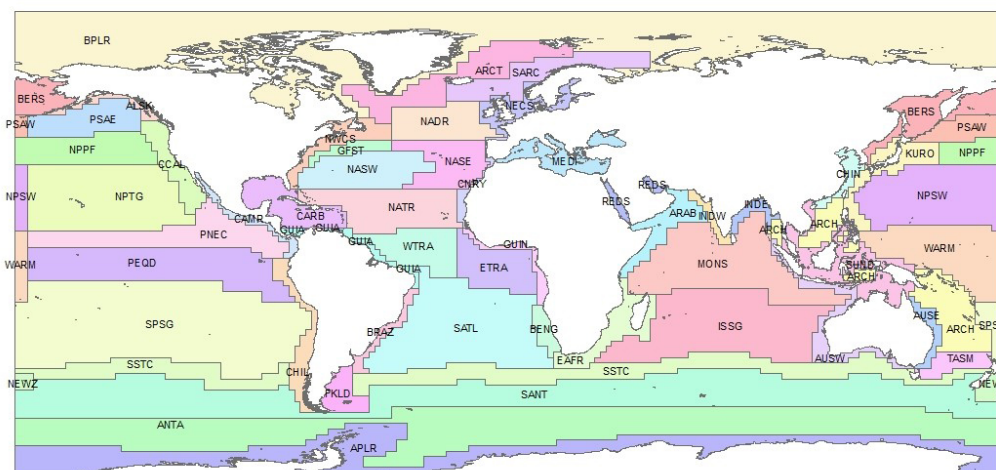 BPLR
ARCT
SARC
BERS
ALSK
NECS
BERS
PSAW
PSAE
NADR
PSAW
NWCS
NPPF
GFST
KURO
NPPF
CCAL
NASW
NASE
MEDI
CHIN
CNRY
REDS
NPSW
NPTG
NATR
REDS
NPSW
CAMR
CARB
ARAB
INDW
INDE
GUIA
GUIA
ARCH
ARCH
PNEC
GUIA
WTRA
GUIN
WARM
WARM
PEQD
GUIA
ETRA
MONS
SUND
ARCH
SPSG
BRAZ
SATL
BENG
ISSG
AUSE
ARCH
SPS
EAFR
AUSW
TASM
SSTC
CHIL
SSTC
NEWZ
FKLD
SANT
NEW
ANTA
APLR